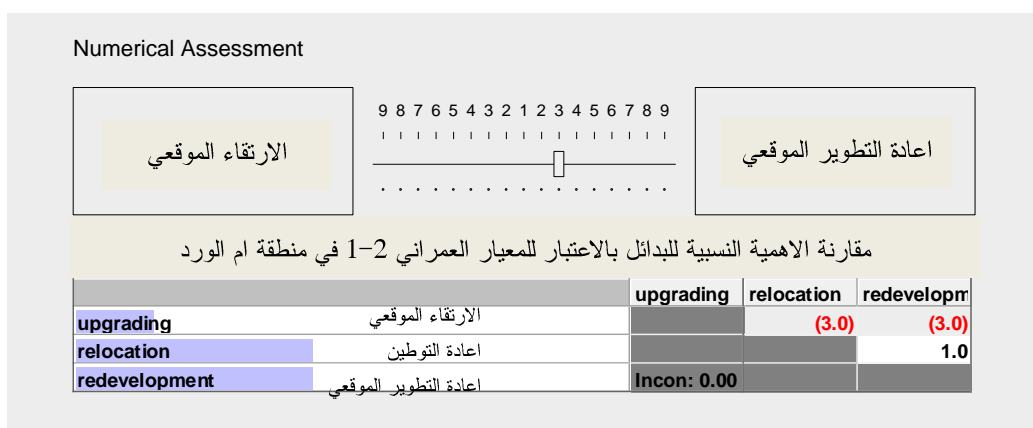 Numerical Assessment
9 8 7 6 5 4 3 2 1 2 3 4 5 6 7 8 9
الارتقاء الموقعي
اعادة التطوير الموقعي
مقارنة الاهمية النسبية للبدائل بالاعتبار للمعيار العمراني 2-1 في منطقة ام الورد
upgrading relocation redevelopm
upgrading الارتقاء الموقعي (3.0) (3.0)
relocation اعادة التوطين 1.0
redevelopment اعادة التطوير الموقعي Incon: 0.00